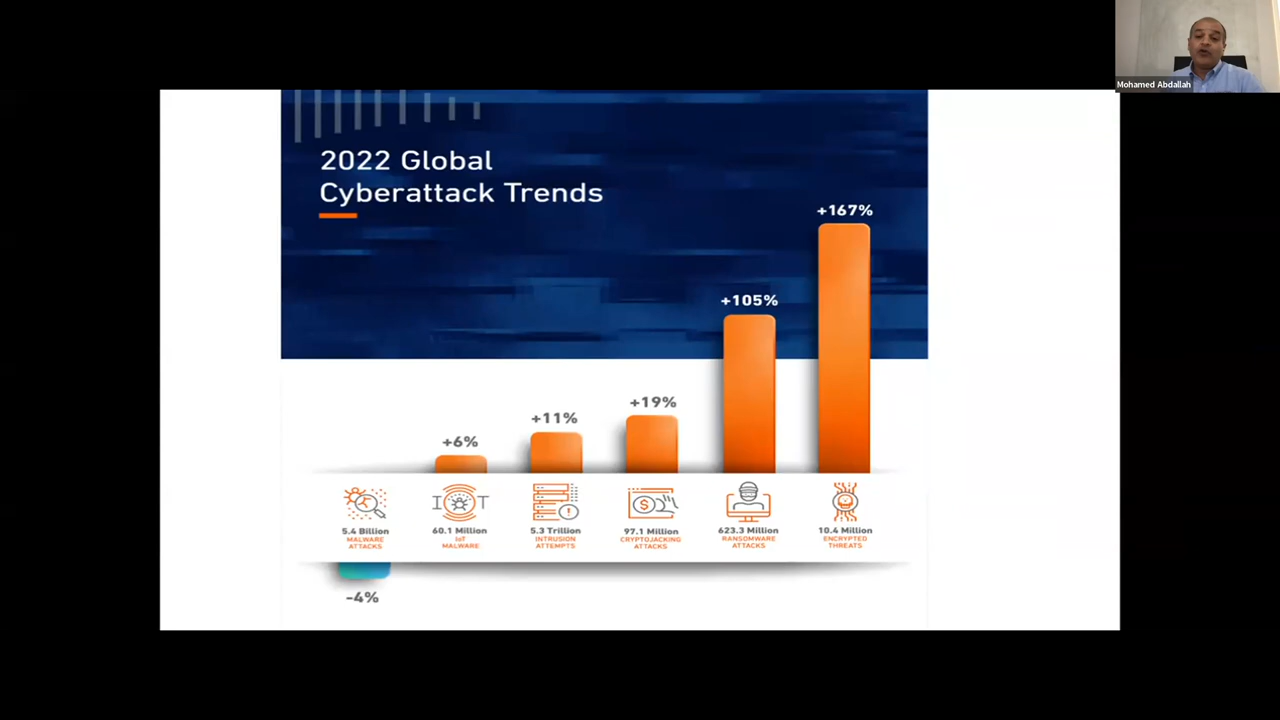 Mohamed Abdallah
2022 Global
Cyberattack Trends
+167%
+105%
+19%
+11%
+6%
I T
5.4 Billion
MALWARE
ATTACKS
60.1 Million
IoT
MALWARE
5.3 Trillion
INTRUSION
ATTEMPTS
97.1 Million
CRYPTOJACKING
ATTACKS
623.3 Million
RANSOMWARE
ATTACKS
10.4 Million
ENCRYPTED
THREATS
-4%